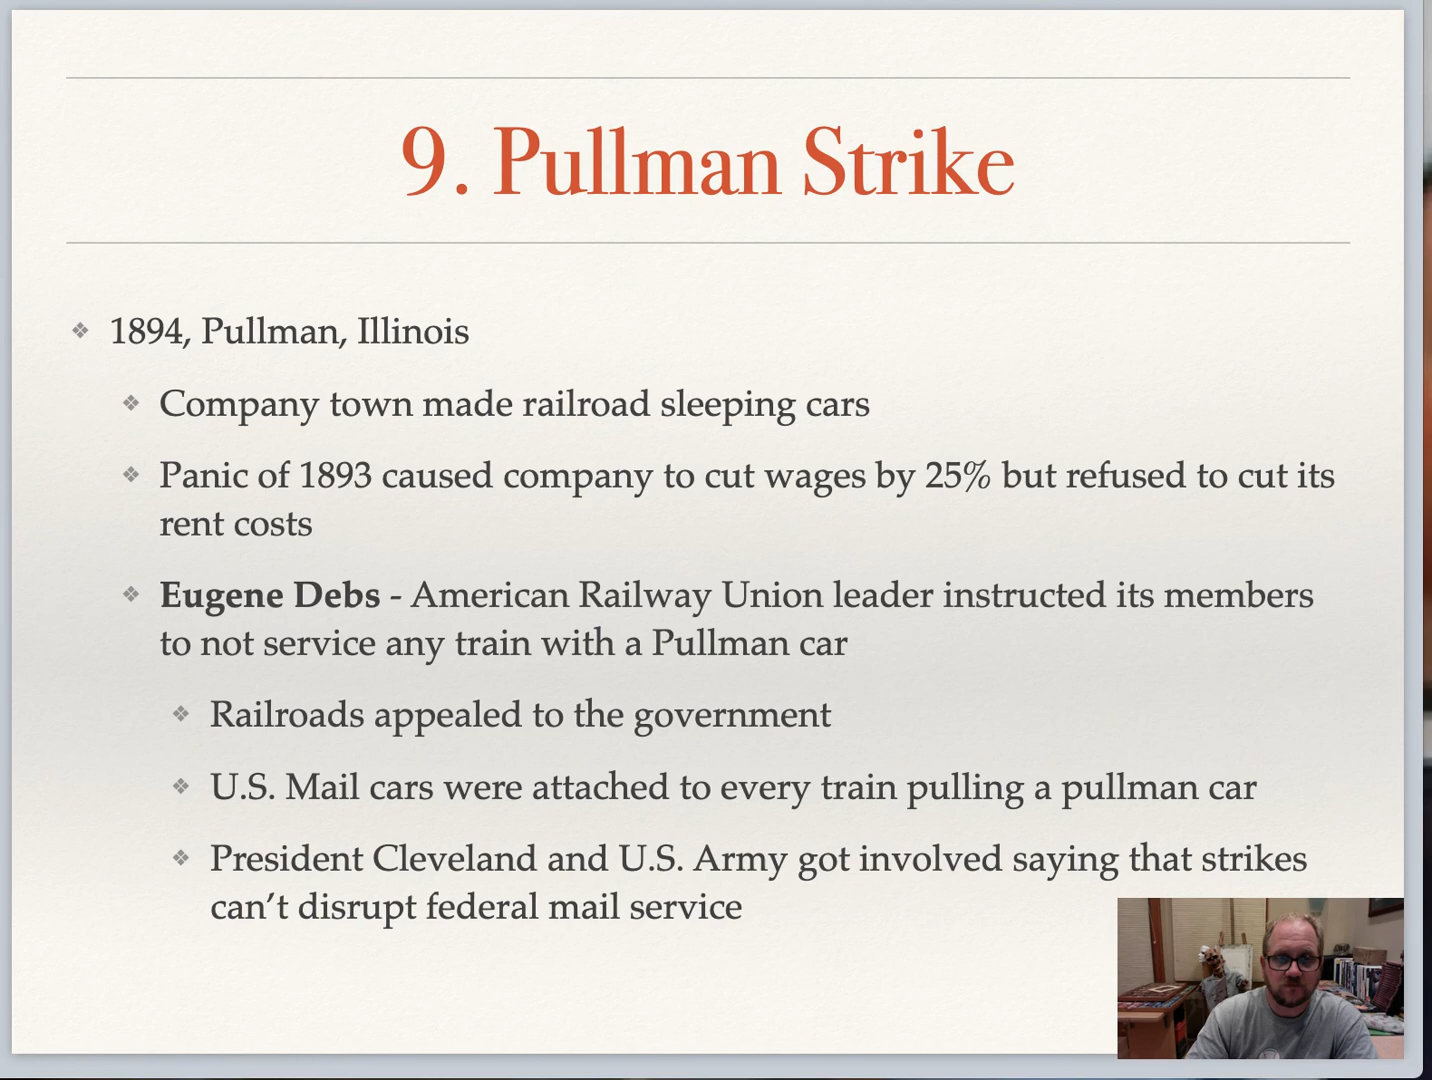 9. Pullman Strike
1894, Pullman, Illinois
Company town made railroad sleeping cars
Panic of 1893 caused company to cut wages by 25% but refused to cut its
rent costs
Eugene Debs - American Railway Union leader instructed its members
to not service any train with a Pullman car
Railroads appealed to the government
U.S. Mail cars were attached to every train pulling a pullman car
President Cleveland and U.S. Army got involved saying that strikes
can’t disrupt federal mail service